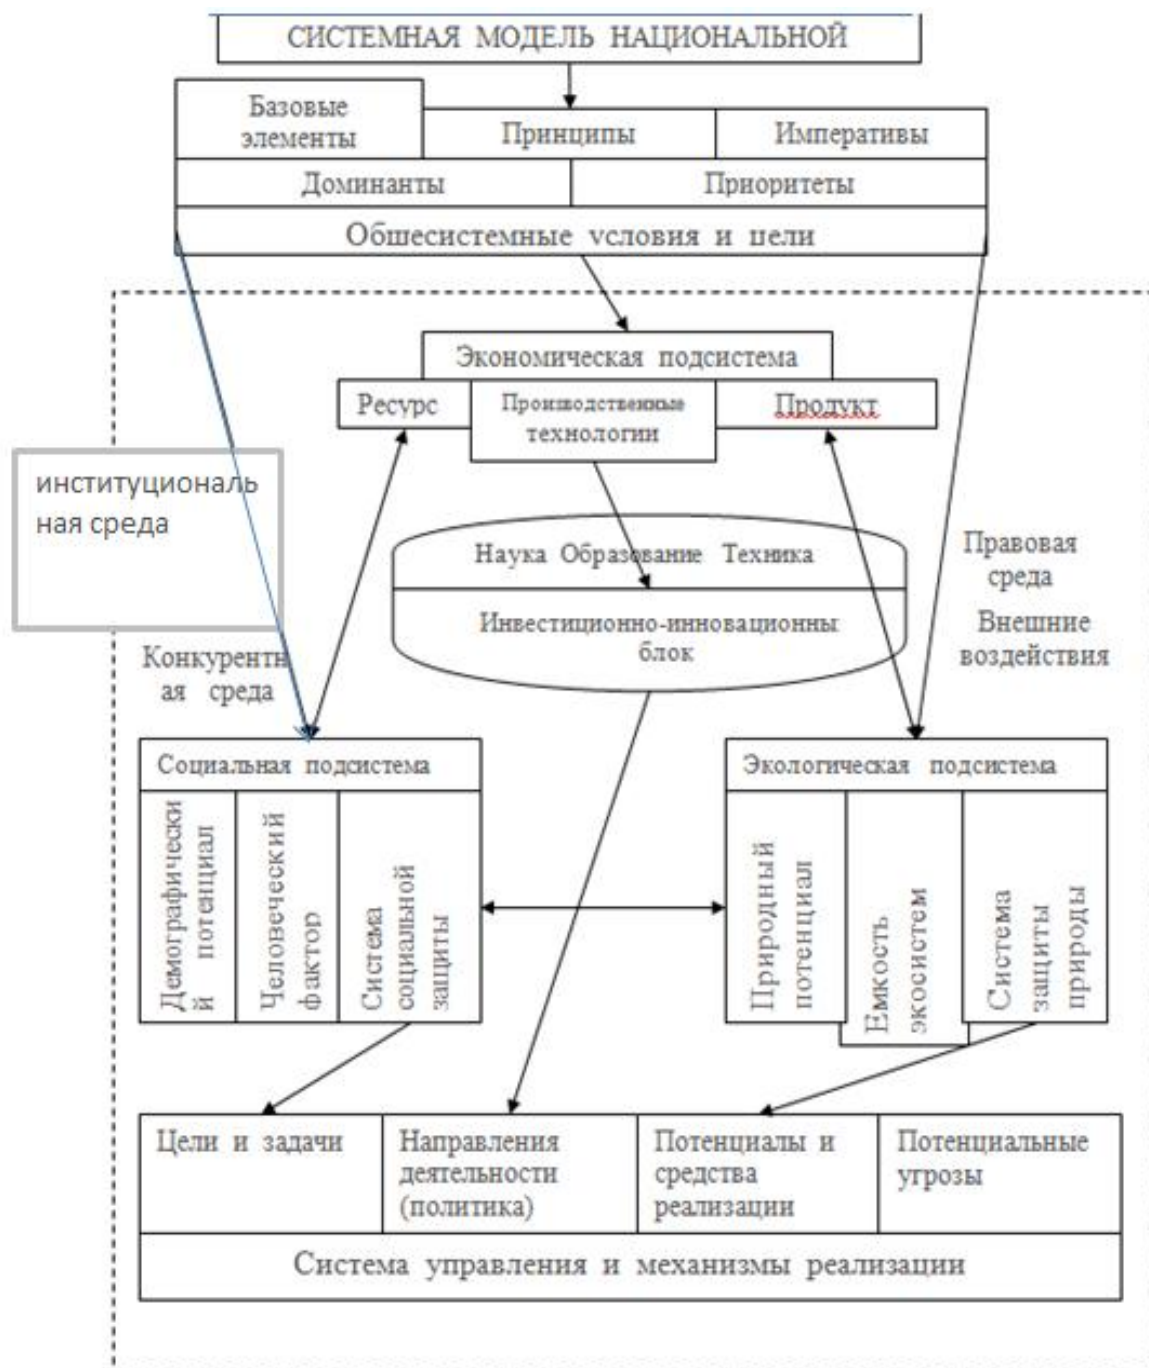 СИСТЕМНАЯ МОДЕЛЬ НАЦИОНАЛЬНОЙ
Базовые
элементы
Принципы
Императивы
Доминанты
Приоритеты
Общесистемные условия и цели
Экономическая подсистема
Ресурс
Производственные
технологии
Продукт
институциональ
ная среда
Наука Образование Техника
Инвестиционно-инновационны
блок
Правовая
среда
Внешние
воздействия
Конкурентн
ая среда
Социальная подсистема
Демографически
й потенциал
Человеческий
фактор
Система
социальной
защиты
Экологическая подсистема
Природный
потенциал
Емкость
экосистем
Система
защиты
природы
Цели и задачи
Направления
деятельности
(политика)
Потенциалы и
средства
реализации
Потенциальные
угрозы
Система управления и механизмы реализации